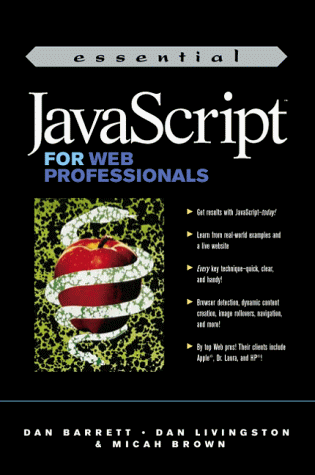 essential
JavaScript™
FOR WEB
PROFESSIONALS
Get results with JavaScript–today!
Learn from real-world examples and
a live website
Every key technique–quick, clear,
and handy!
Browser detection, dynamic content
creation, image rollovers, navigation,
and more!
By top Web pros! Their clients include
Apple®, Dr. Laura, and HP®!
DAN BARRETT • DAN LIVINGSTON
& MICAH BROWN